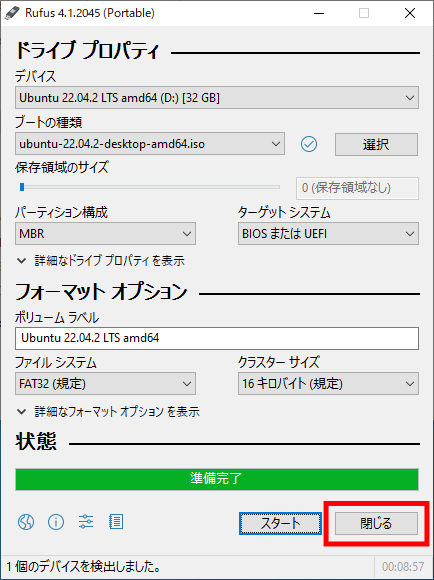 Rufus 4.1.2045 (Portable)
ドライブ プロパティ
デバイス
Ubuntu 22.04.2 LTS amd64 (D:) [32 GB]
ブートの種類
ubuntu-22.04.2-desktop-amd64.iso
選択
保存領域のサイズ
0 (保存領域なし)
パーティション構成 ターゲット システム
MBR BIOS または UEFI
詳細なドライブ プロパティを表示
フォーマット オプション
ボリューム ラベル
Ubuntu 22.04.2 LTS amd64
ファイル システム クラスター サイズ
FAT32 (規定) 16 キロバイト (規定)
詳細なフォーマット オプション を表示
状態
準備完了
スタート 閉じる
1 個のデバイスを検出しました。 00:08:57